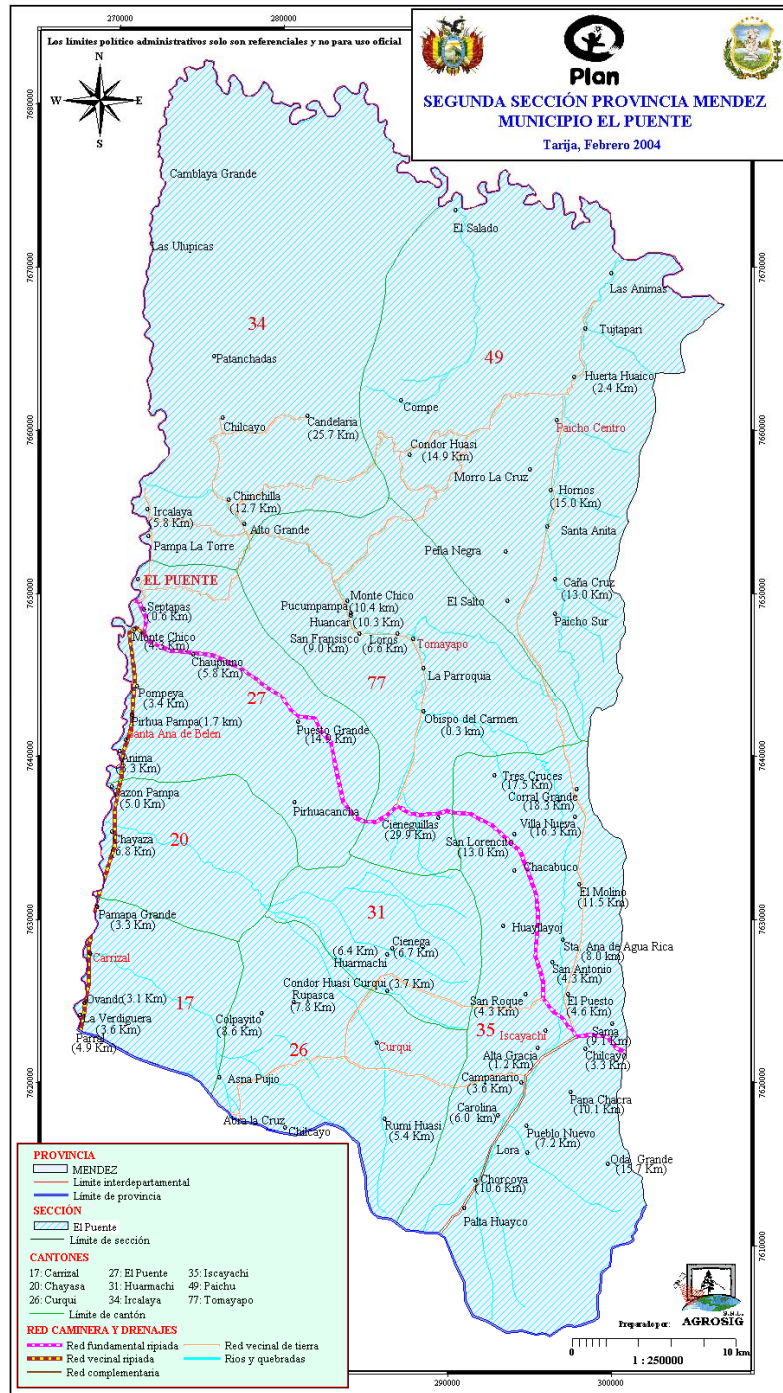 270000 280000
Los límites político administrativos solo son referenciales y no para uso oficial
N
W E
S
Plan
SEGUNDA SECCIÓN PROVINCIA MENDEZ
MUNICIPIO EL PUENTE
Tarija, Febrero 2004
7680000
7670000 7670000
7660000 7660000
7650000 7650000
7640000 7640000
7630000 7630000
7620000 7620000
7610000
Camblaya Grande
El Salado
Las Ulupicas
Las Animas
34
Tujtapari
49
Patanchadas
Huerta Huaico
(2.4 Km)
Compe
Chilcayo
Candelaria
(25.7 Km)
Paicho Centro
Condor Huasi
(14.9 Km)
Morro La Cruz
Hornos
(15.0 Km)
Chinchilla
(12.7 Km)
Ircalaya
(5.8 Km)
Alto Grande
Santa Anita
Pampa La Torre
Peña Negra
EL PUENTE
Caña Cruz
(13.0 Km)
Septapas
(0.6 Km)
Monte Chico
(10.4 km)
Pucumpampa
Huancar (10.3 Km)
El Salto
Paicho Sur
Monte Chico
San Fransisco
(9.0 Km)
Loros
(6.6 Km)
Tomayapo
Chaupiuno
(5.8 Km)
La Parroquia
Pompeya
(3.4 Km)
27
77
Pirhua Pampa (1.7 km)
Santa Ana de Belen
Obispo del Carmen
(0.3 km)
Puesto Grande
(14.9 Km)
Anima
(3.3 Km)
Tres Cruces
(17.5 Km)
Razon Pampa
(5.0 Km)
Corral Grande
(18.3 Km)
Pirhuacancha
Cieneguillas
(29.9 Km)
Villa Nueva
(16.3 Km)
Chayaza
(6.8 Km)
20
San Lorencito
(13.0 Km)
Chacabuco
El Molino
(11.5 Km)
Pamapa Grande
(3.3 Km)
31
Huayllayoj
Carrizal
(6.4 Km)
Huarmachi
Cienega
(6.7 Km)
Sta. Ana de Agua Rica
(8.0 km)
San Antonio
(4.3 Km)
Condor Huasi Curqui (3.7 Km)
Rupasca
(7.8 Km)
Ovando (3.1 Km)
17
San Roque
(4.3 Km)
El Puesto
(4.6 Km)
La Verdiguera
(3.6 Km)
Colpayito
(8.6 Km)
35 Iscayachi
Sama
(9.1 Km)
Parral
(4.9 Km)
26
Curqui
Alta Gracia
(1.2 Km)
Chilcayo
(3.3 Km)
Asna Pujio
Campanario
(3.6 Km)
Papa Chacra
(10.1 Km)
Abra la Cruz
Chilcayo
Rumi Huasi
(5.4 Km)
Carolina
(6.0 km)
Pueblo Nuevo
(7.2 Km)
Lora
Qda. Grande
(15.7 Km)
Chorcoya
(10.6 Km)
Palta Huayco
PROVINCIA
MENDEZ
Limite interdepartamental
Límite de provincia
SECCIÓN
El Puente
Límite de sección
CANTONES
17: Carrizal 27: El Puente 35: Iscayachi
20: Chayasa 31: Huarmachi 49: Paichu
26: Curqui 34: Ircalaya 77: Tomayapo
Límite de cantón
RED CAMINERA Y DRENAJES
Red fundamental ripiada Red vecinal de tierra
Red vecinal ripiada Rios y quebradas
Red complementaria
Preparado por:
S.R.L.
AGROSIG
0 10 km
1 : 250000
290000 300000